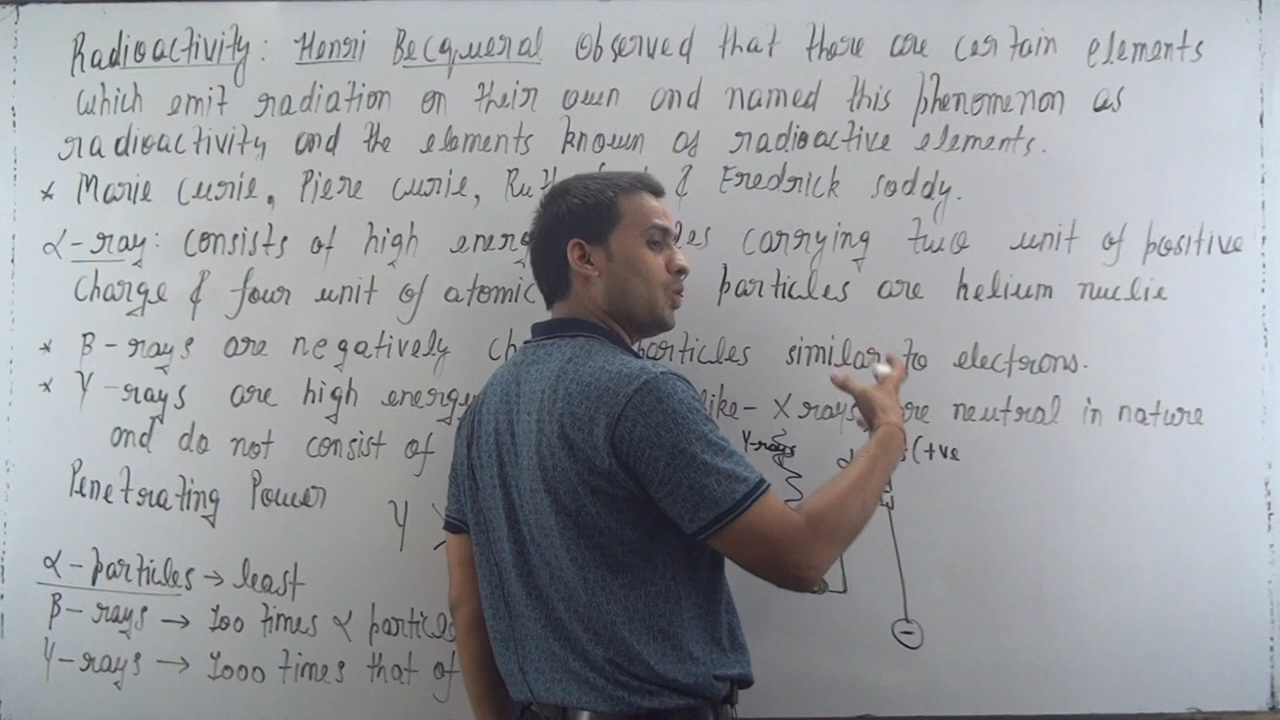 Radioactivity: Henri Becqueral Observed that there are certain elements
which emit radiation on their own and named this phenomenon as
radioactivity and the elements known as radioactive elements.
* Marie Curie, Piere curie, & Fredrick soddy.
α-ray: consists of high carrying two unit of positive
Charge & four unit of atomic particles are helium nuclie
* β-rays are negatively particles similar to electrons.
* γ-rays are high like-X rays are neutral in nature
and do not consist of
γ-rays (+ve
Penetrating Power
γ >
α-particles → least
β-rays → 100 times α particles
γ-rays → 1000 times that of
−